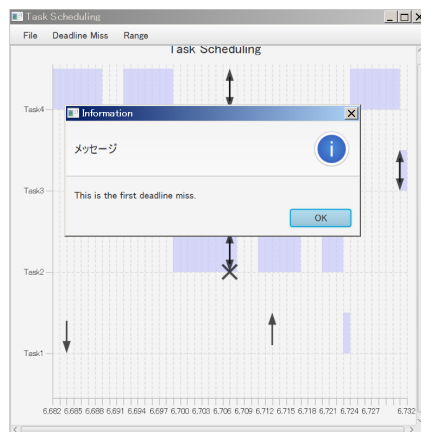 Task Scheduling
File Deadline Miss Range
Task Scheduling
Task4
Information
メッセージ
This is the first deadline miss.
OK
Task3
Task2
Task1
6,682 6,685 6,688 6,691 6,694 6,697 6,700 6,703 6,706 6,709 6,712 6,715 6,718 6,721 6,724 6,727 6,732